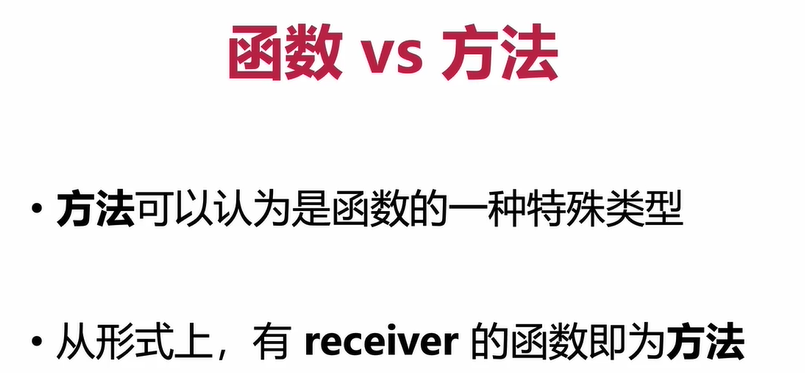 函数 vs 方法
• 方法可以认为是函数的一种特殊类型
• 从形式上，有 receiver 的函数即为方法